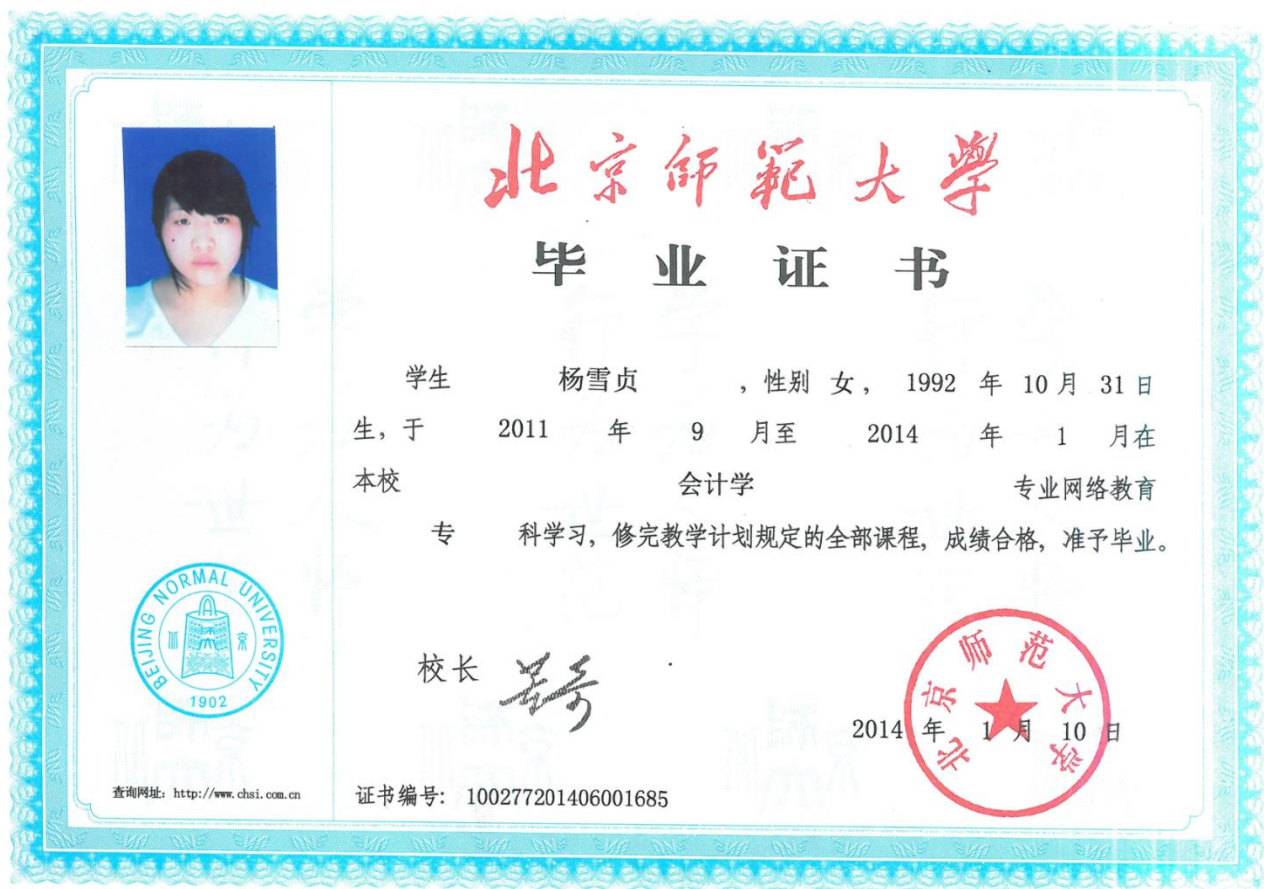 北京师範大學
毕业证书
学生 杨雪贞 ,性别 女, 1992 年 10 月 31 日
生,于 2011 年 9 月至 2014 年 1 月在
本校 会计学 专业网络教育
专 科学习,修完教学计划规定的全部课程,成绩合格,准予毕业。
BEIJING NORMAL UNIVERSITY
北 京
1902
校长
北京师范大学
2014 年 1 月 10 日
查询网址:http://www.chsi.com.cn
证书编号: 100277201406001685